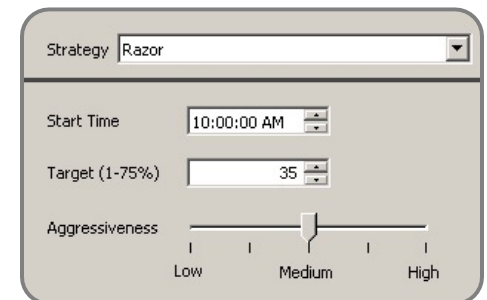 Strategy Razor
Start Time 10:00:00 AM
Target (1-75%) 35
Aggressiveness
Low Medium High